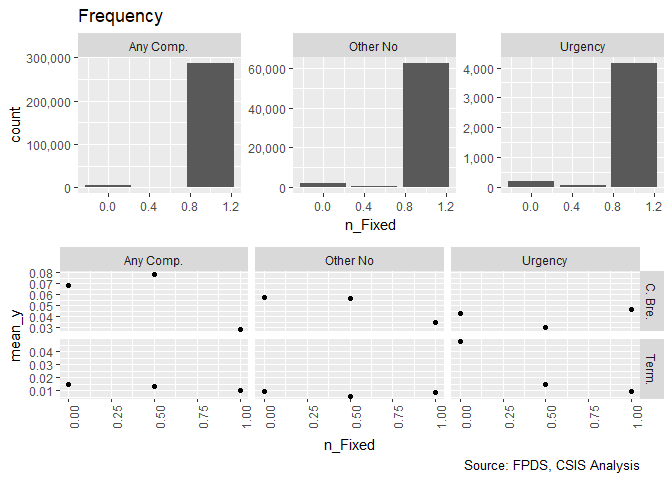 Frequency
Any Comp. Other No Urgency
count
300,000
200,000
100,000
0
60,000
40,000
20,000
0
4,000
3,000
2,000
1,000
0
0.0 0.4 0.8 1.2 0.0 0.4 0.8 1.2 0.0 0.4 0.8 1.2
n_Fixed
Any Comp. Other No Urgency
mean_y
0.08
0.07
0.06
0.05
0.04
0.03
C. Bre.
0.04
0.03
0.02
0.01
Term.
0.00 0.25 0.50 0.75 1.00 0.00 0.25 0.50 0.75 1.00 0.00 0.25 0.50 0.75 1.00
n_Fixed
Source: FPDS, CSIS Analysis